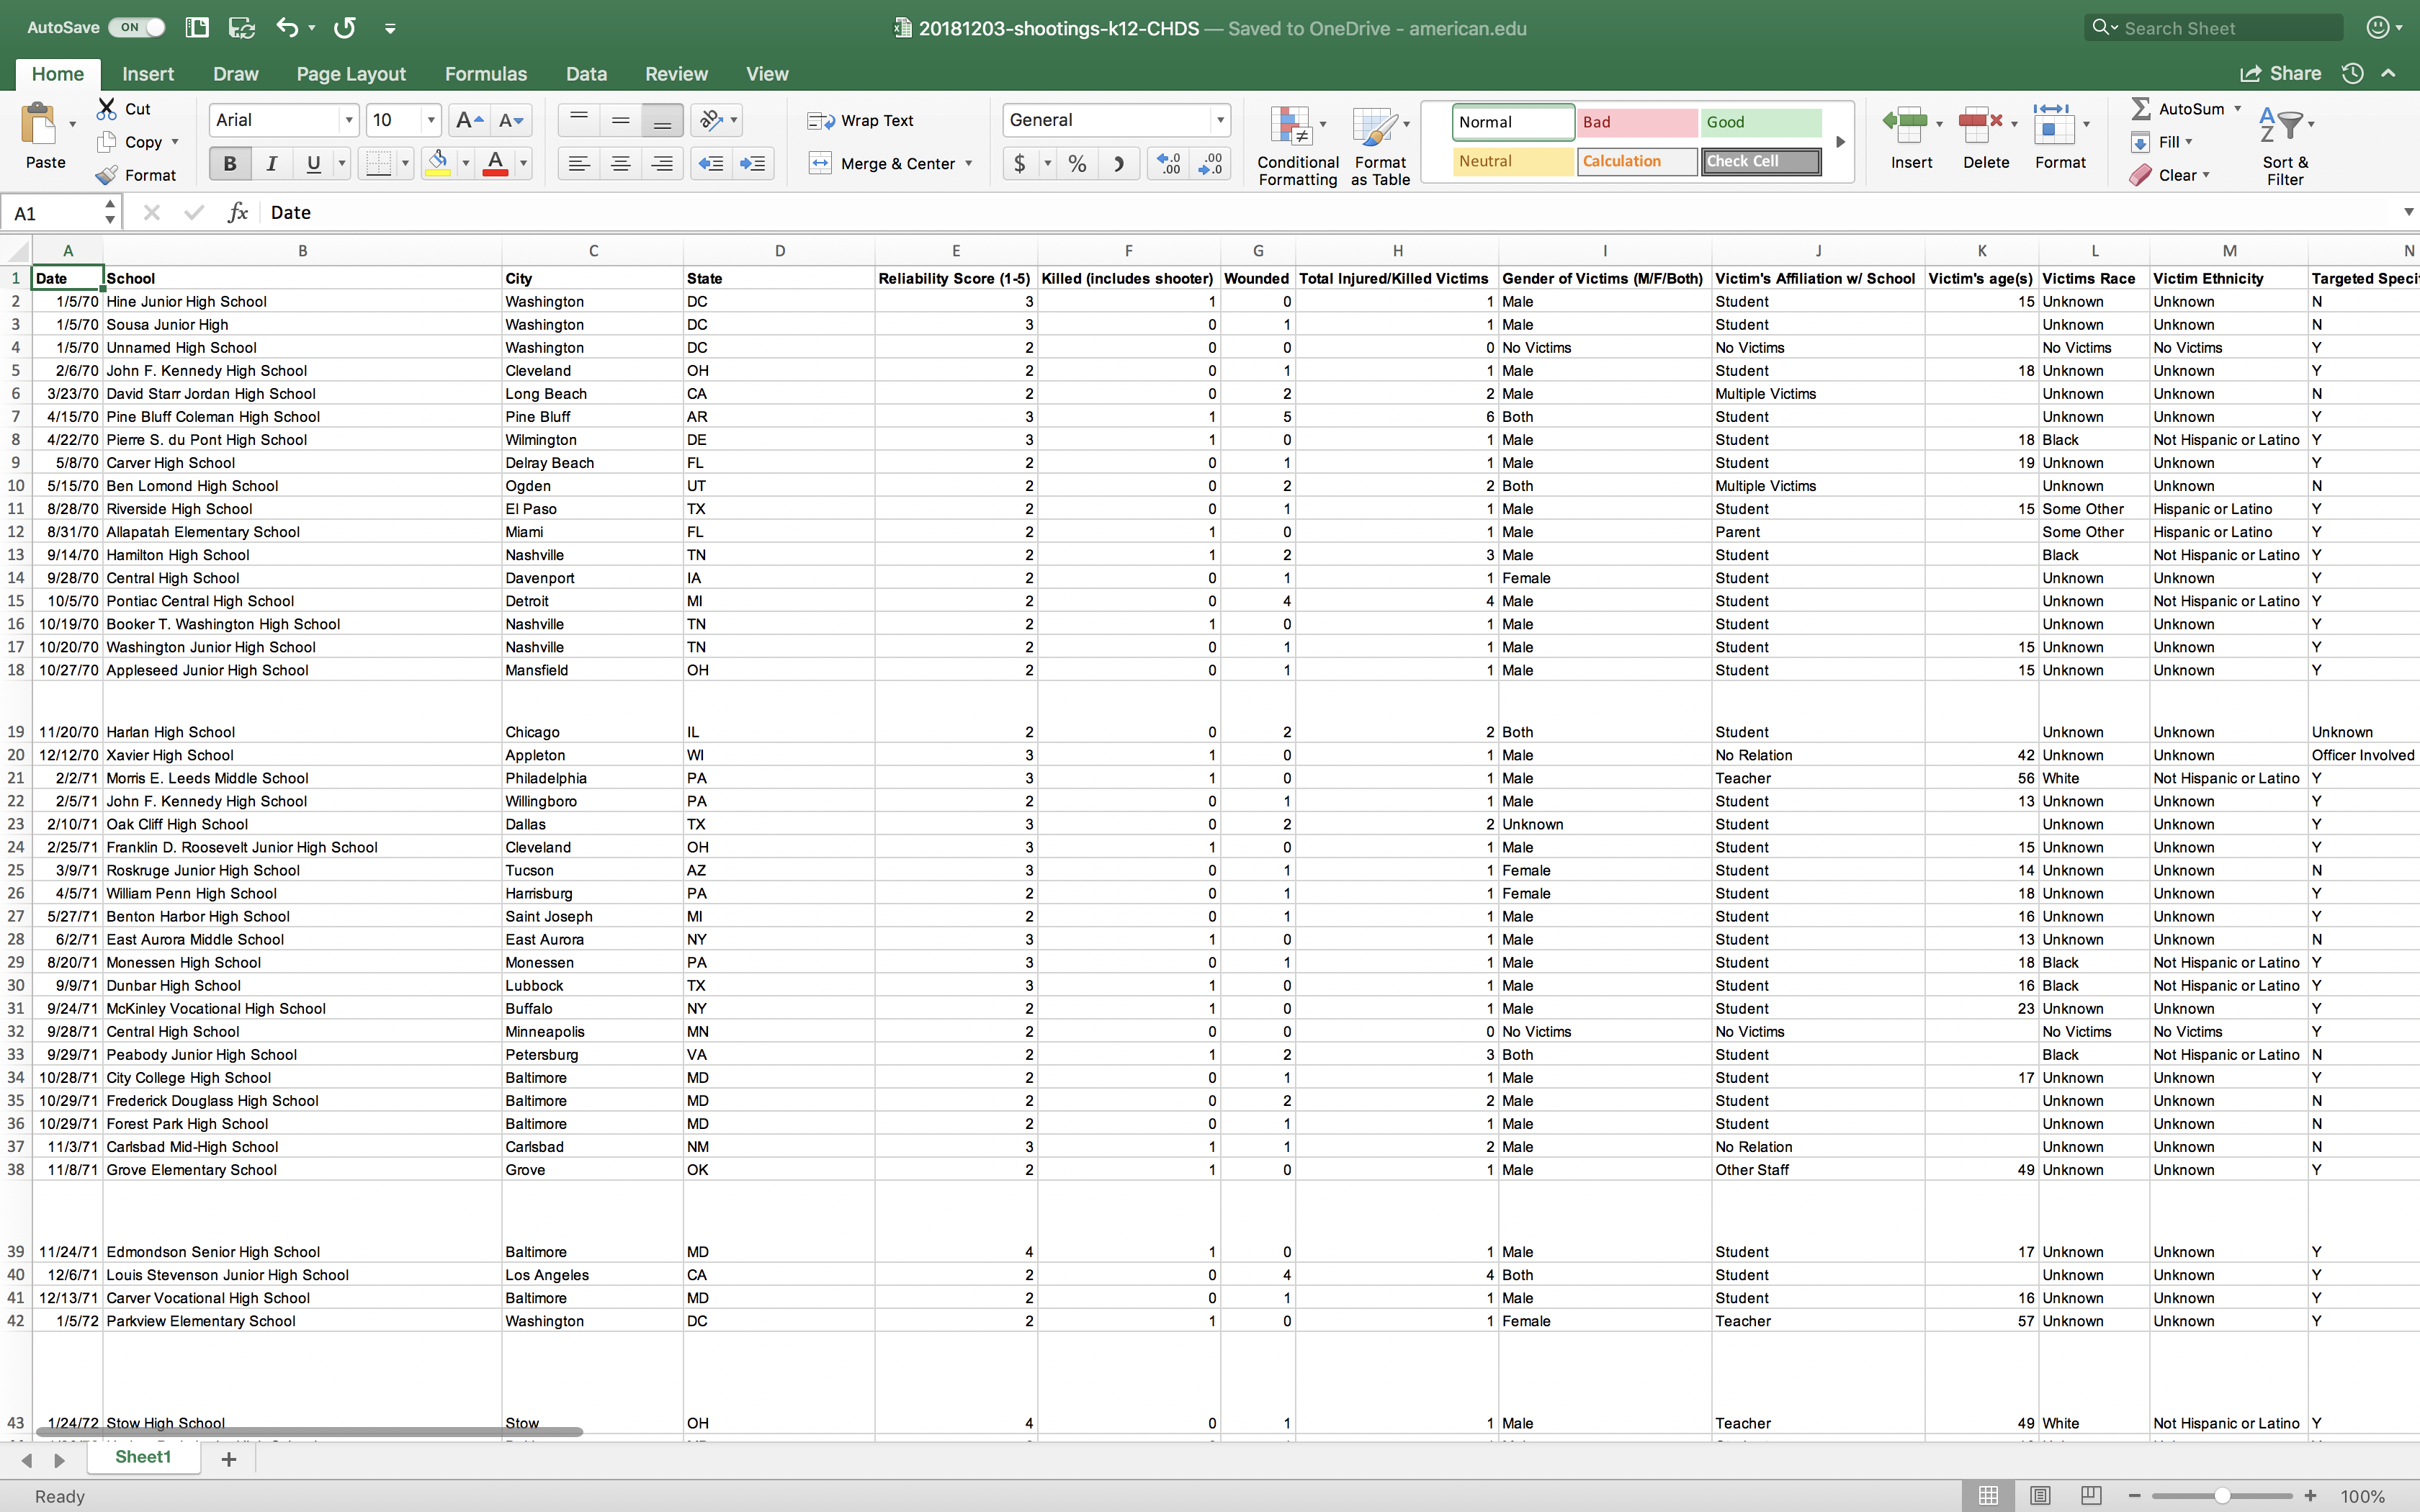 AutoSave ON 20181203-shootings-k12-CHDS — Saved to OneDrive - american.edu Search Sheet
Home Insert Draw Page Layout Formulas Data Review View Share
Paste Cut Copy Format Arial 10 A A Wrap Text General Normal Bad Good Insert Delete Format AutoSum Fill Clear Sort & Filter
B I U A Merge & Center $ % Conditional Formatting Format as Table Neutral Calculation Check Cell
A1 fx Date
A B C D E F G H I J K L M N
1 Date School City State Reliability Score (1-5) Killed (includes shooter) Wounded Total Injured/Killed Victims Gender of Victims (M/F/Both) Victim's Affiliation w/ School Victim's age(s) Victims Race Victim Ethnicity Targeted Speci
2 1/5/70 Hine Junior High School Washington DC 3 1 0 1 Male Student 15 Unknown Unknown N
3 1/5/70 Sousa Junior High Washington DC 3 0 1 1 Male Student Unknown Unknown N
4 1/5/70 Unnamed High School Washington DC 2 0 0 0 No Victims No Victims No Victims No Victims Y
5 2/6/70 John F. Kennedy High School Cleveland OH 2 0 1 1 Male Student 18 Unknown Unknown Y
6 3/23/70 David Starr Jordan High School Long Beach CA 2 0 2 2 Male Multiple Victims Unknown Unknown N
7 4/15/70 Pine Bluff Coleman High School Pine Bluff AR 3 1 5 6 Both Student Unknown Unknown Y
8 4/22/70 Pierre S. du Pont High School Wilmington DE 3 1 0 1 Male Student 18 Black Not Hispanic or Latino Y
9 5/8/70 Carver High School Delray Beach FL 2 0 1 1 Male Student 19 Unknown Unknown Y
10 5/15/70 Ben Lomond High School Ogden UT 2 0 2 2 Both Multiple Victims Unknown Unknown N
11 8/28/70 Riverside High School El Paso TX 2 0 1 1 Male Student 15 Some Other Hispanic or Latino Y
12 8/31/70 Allapatah Elementary School Miami FL 2 1 0 1 Male Parent Some Other Hispanic or Latino Y
13 9/14/70 Hamilton High School Nashville TN 2 1 2 3 Male Student Black Not Hispanic or Latino Y
14 9/28/70 Central High School Davenport IA 2 0 1 1 Female Student Unknown Unknown Y
15 10/5/70 Pontiac Central High School Detroit MI 2 0 4 4 Male Student Unknown Not Hispanic or Latino Y
16 10/19/70 Booker T. Washington High School Nashville TN 2 1 0 1 Male Student Unknown Unknown Y
17 10/20/70 Washington Junior High School Nashville TN 2 0 1 1 Male Student 15 Unknown Unknown Y
18 10/27/70 Appleseed Junior High School Mansfield OH 2 0 1 1 Male Student 15 Unknown Unknown Y
19 11/20/70 Harlan High School Chicago IL 2 0 2 2 Both Student Unknown Unknown Unknown
20 12/12/70 Xavier High School Appleton WI 3 1 0 1 Male No Relation 42 Unknown Unknown Officer Involved
21 2/2/71 Morris E. Leeds Middle School Philadelphia PA 3 1 0 1 Male Teacher 56 White Not Hispanic or Latino Y
22 2/5/71 John F. Kennedy High School Willingboro PA 2 0 1 1 Male Student 13 Unknown Unknown Y
23 2/10/71 Oak Cliff High School Dallas TX 3 0 2 2 Unknown Student Unknown Unknown Y
24 2/25/71 Franklin D. Roosevelt Junior High School Cleveland OH 3 1 0 1 Male Student 15 Unknown Unknown Y
25 3/9/71 Roskruge Junior High School Tucson AZ 3 0 1 1 Female Student 14 Unknown Unknown N
26 4/5/71 William Penn High School Harrisburg PA 2 0 1 1 Female Student 18 Unknown Unknown Y
27 5/27/71 Benton Harbor High School Saint Joseph MI 2 0 1 1 Male Student 16 Unknown Unknown Y
28 6/2/71 East Aurora Middle School East Aurora NY 3 1 0 1 Male Student 13 Unknown Unknown N
29 8/20/71 Monessen High School Monessen PA 3 0 1 1 Male Student 18 Black Not Hispanic or Latino Y
30 9/9/71 Dunbar High School Lubbock TX 3 1 0 1 Male Student 16 Black Not Hispanic or Latino Y
31 9/24/71 McKinley Vocational High School Buffalo NY 2 1 0 1 Male Student 23 Unknown Unknown Y
32 9/28/71 Central High School Minneapolis MN 2 0 0 0 No Victims No Victims No Victims No Victims Y
33 9/29/71 Peabody Junior High School Petersburg VA 2 1 2 3 Both Student Black Not Hispanic or Latino N
34 10/28/71 City College High School Baltimore MD 2 0 1 1 Male Student 17 Unknown Unknown Y
35 10/29/71 Frederick Douglass High School Baltimore MD 2 0 2 2 Male Student Unknown Unknown N
36 10/29/71 Forest Park High School Baltimore MD 2 0 1 1 Male Student Unknown Unknown N
37 11/3/71 Carlsbad Mid-High School Carlsbad NM 3 1 1 2 Male No Relation Unknown Unknown N
38 11/8/71 Grove Elementary School Grove OK 2 1 0 1 Male Other Staff 49 Unknown Unknown Y
39 11/24/71 Edmondson Senior High School Baltimore MD 4 1 0 1 Male Student 17 Unknown Unknown Y
40 12/6/71 Louis Stevenson Junior High School Los Angeles CA 2 0 4 4 Both Student Unknown Unknown Y
41 12/13/71 Carver Vocational High School Baltimore MD 2 0 1 1 Male Student 16 Unknown Unknown Y
42 1/5/72 Parkview Elementary School Washington DC 2 1 0 1 Female Teacher 57 Unknown Unknown Y
43 1/24/72 Stow High School Stow OH 4 0 1 1 Male Teacher 49 White Not Hispanic or Latino Y
Sheet1 +
Ready 100%